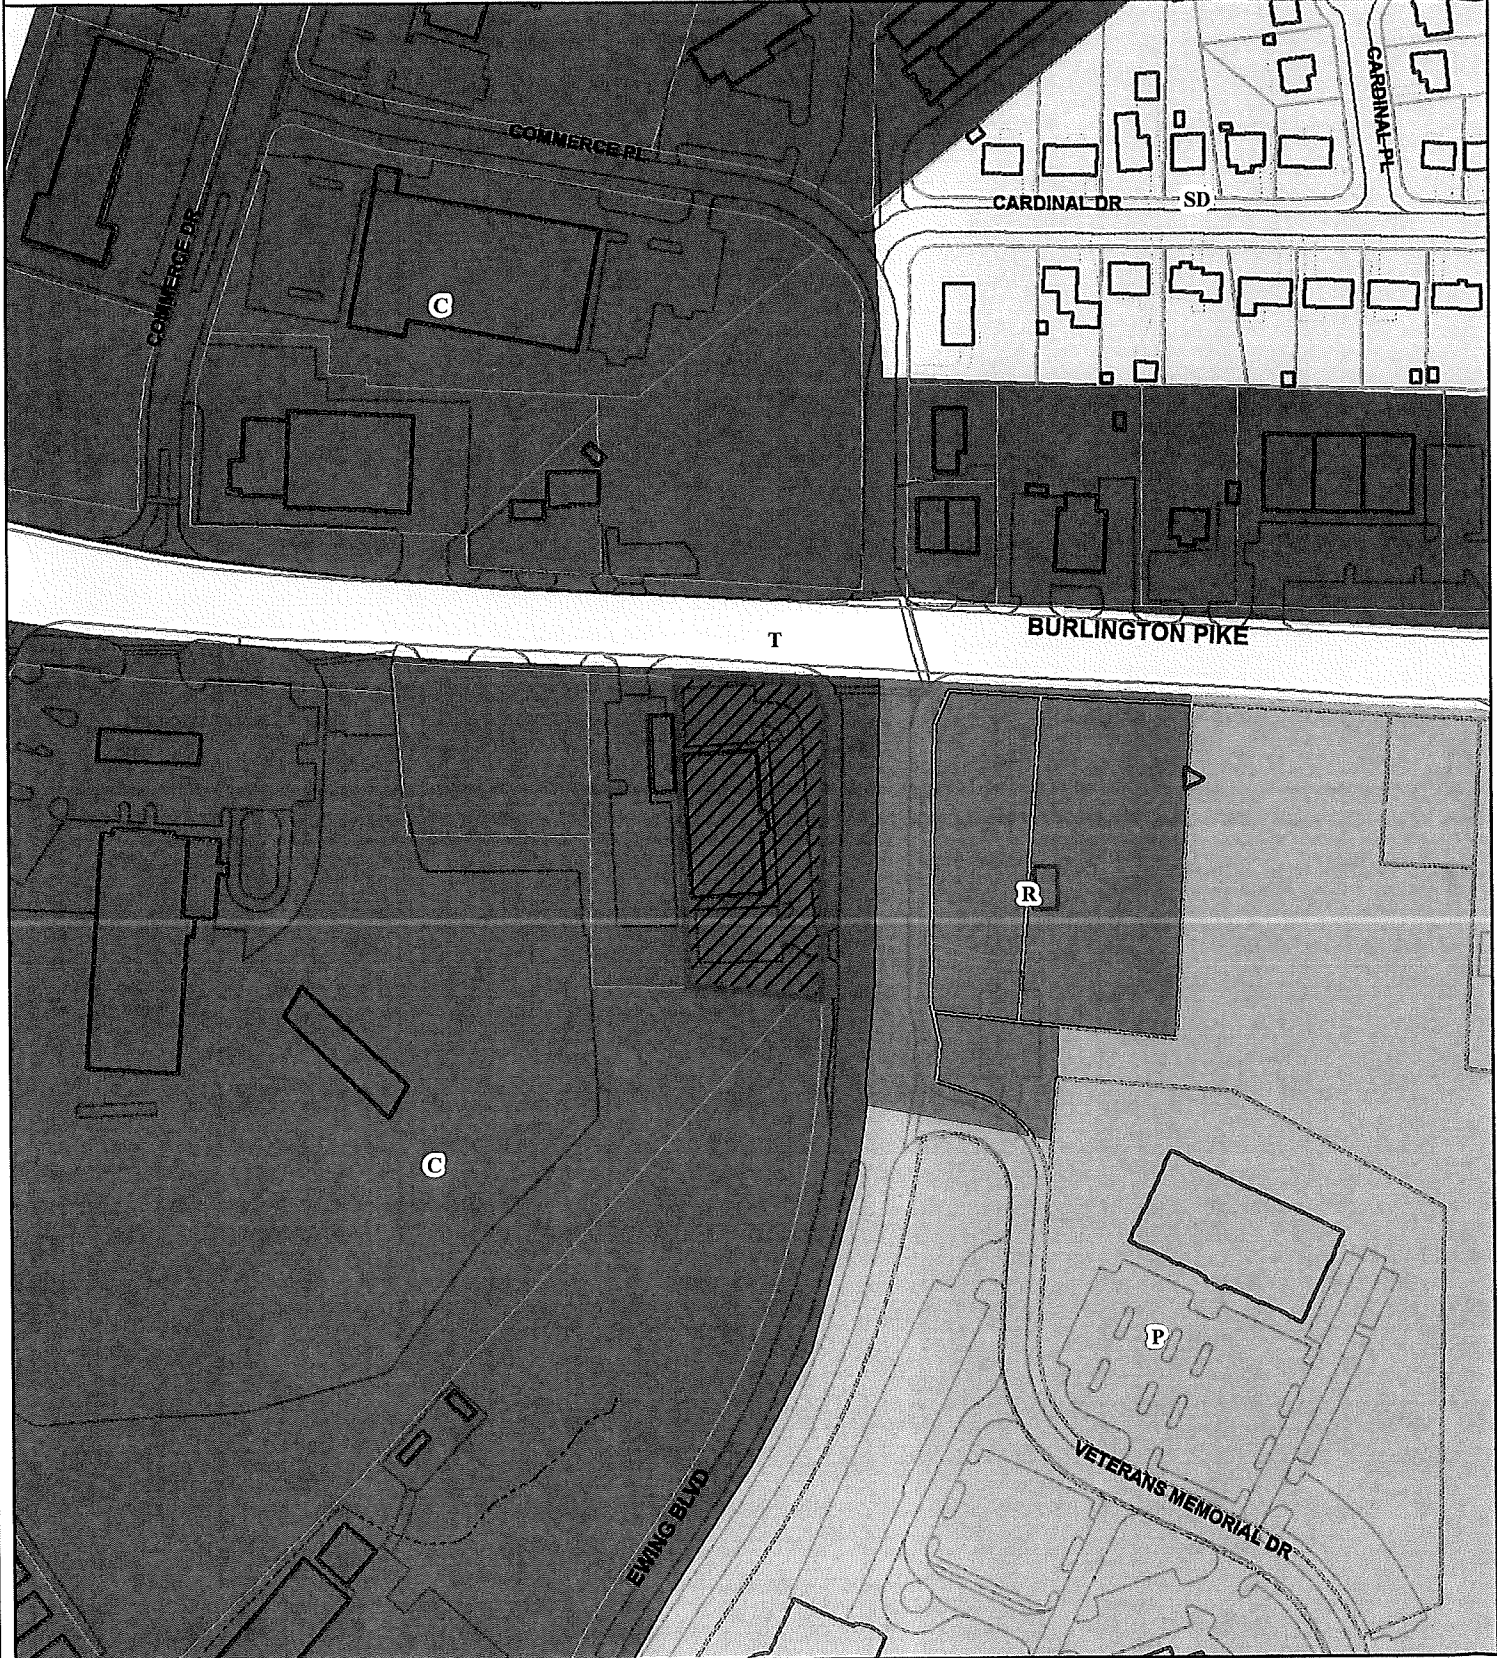 CARDINAL PL
COMMERCE PL
CARDINAL DR
SD
COMMERCE DR
C
BURLINGTON PIKE
T
R
C
P
VETERANS MEMORIAL DR
EWING BLVD